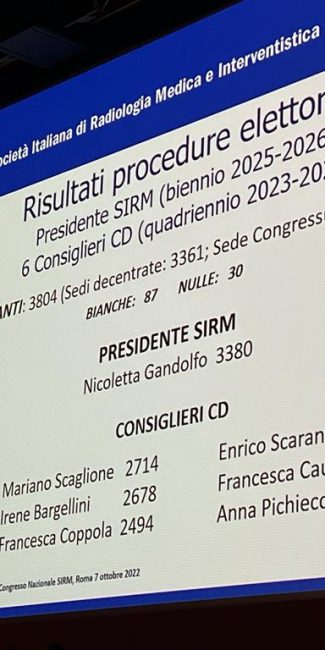 Società Italiana di Radiologia Medica e Interventistica
Risultati procedure elettor
Presidente SIRM (biennio 2025-2026
6 Consiglieri CD (quadriennio 2023-202
ANTI: 3804 (Sedi decentrate: 3361; Sede Congress
BIANCHE: 87 NULLE: 30
PRESIDENTE SIRM
Nicoletta Gandolfo 3380
CONSIGLIERI CD
Mariano Scaglione 2714
Irene Bargellini 2678
Francesca Coppola 2494
Enrico Scaran
Francesca Cau
Anna Pichiecc
Congresso Nazionale SIRM, Roma 7 ottobre 2022